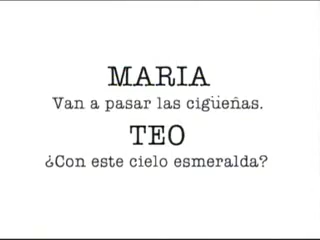 MARIA
Van a pasar las cigüeñas.
TEO
¿Con este cielo esmeralda?